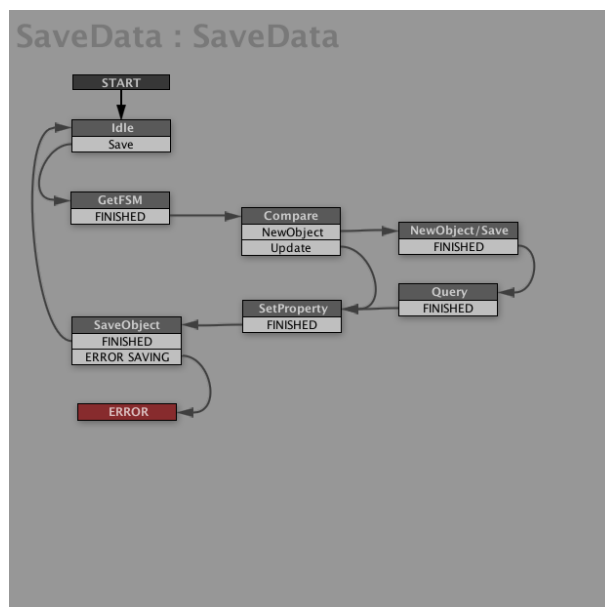 SaveData : SaveData
START
Idle
Save
GetFSM
FINISHED
Compare
NewObject
Update
NewObject/Save
FINISHED
Query
FINISHED
SetProperty
FINISHED
SaveObject
FINISHED
ERROR SAVING
ERROR